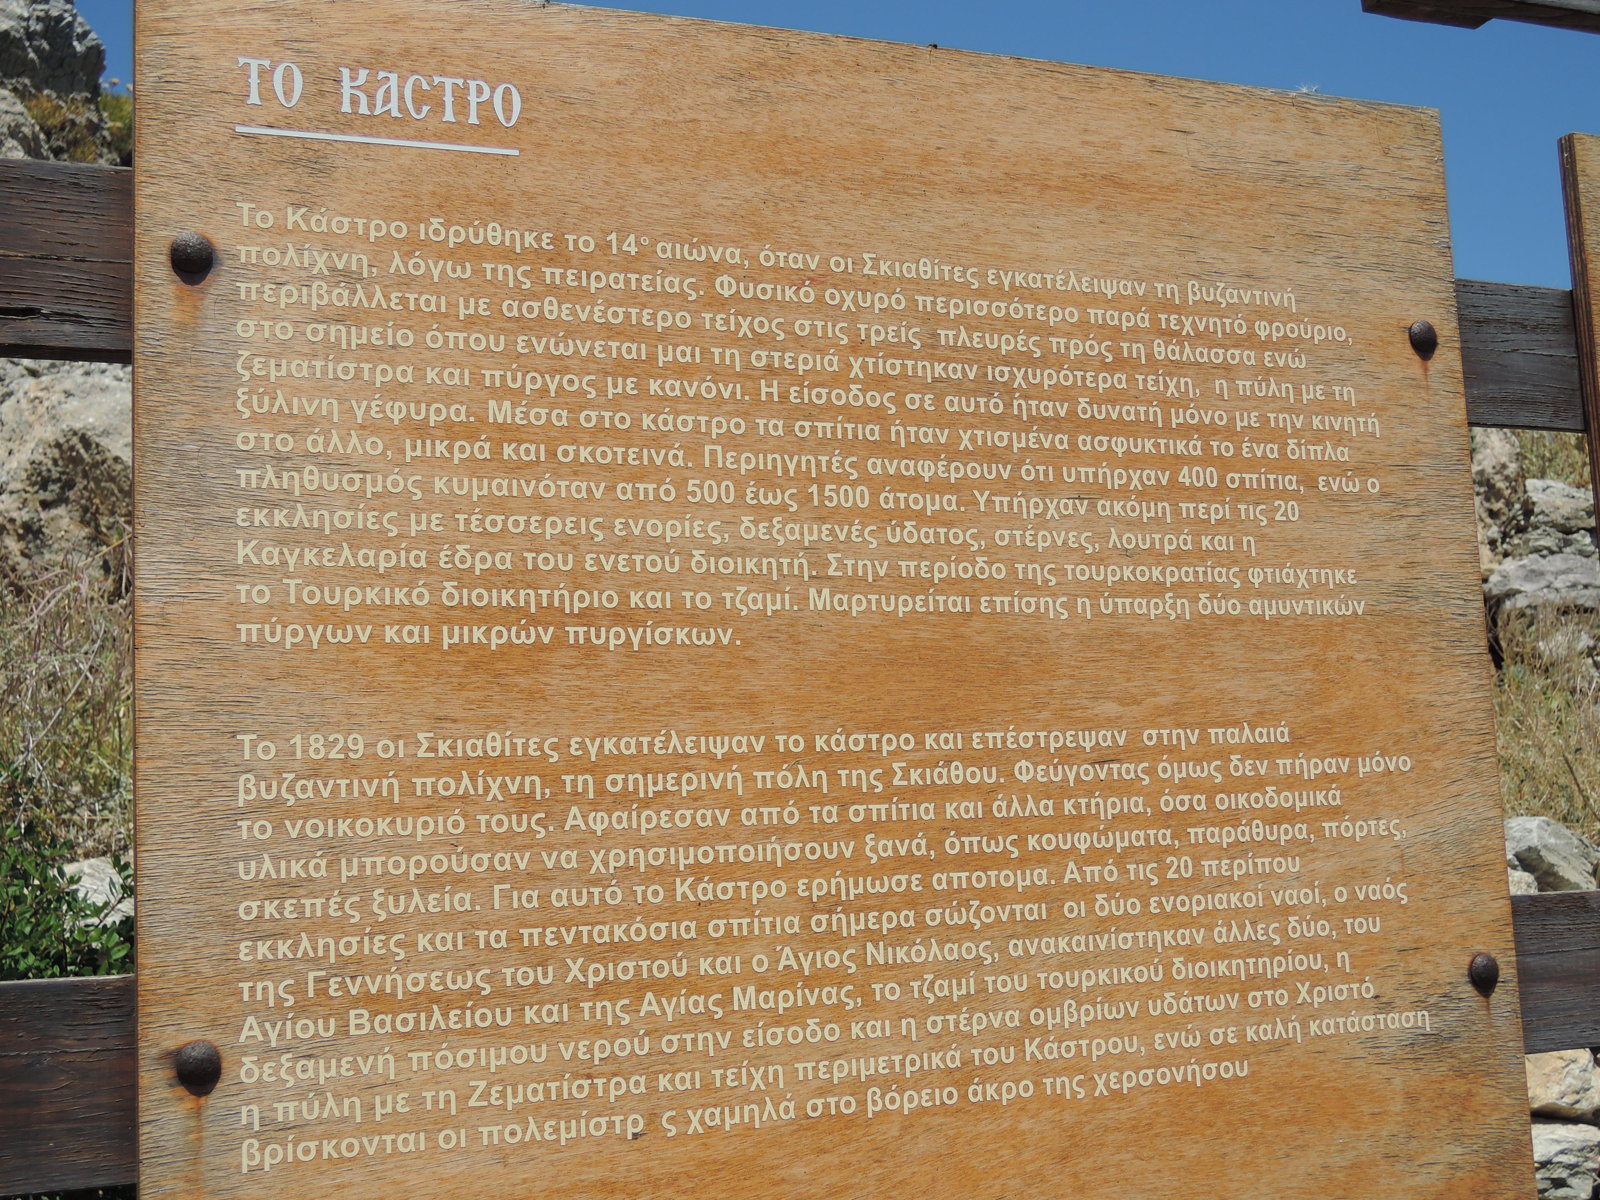 ΤΟ ΚΑΣΤΡΟ
Το Κάστρο ιδρύθηκε το 14º αιώνα, όταν οι Σκιαθίτες εγκατέλειψαν τη βυζαντινή
πολίχνη, λόγω της πειρατείας. Φυσικό οχυρό περισσότερο παρά τεχνητό φρούριο,
περιβάλλεται με ασθενέστερο τείχος στις τρείς πλευρές πρός τη θάλασσα ενώ
στο σημείο όπου ενώνεται μαι τη στεριά χτίστηκαν ισχυρότερα τείχη, η πύλη με τη
ζεματίστρα και πύργος με κανόνι. Η είσοδος σε αυτό ήταν δυνατή μόνο με την κινητή
ξύλινη γέφυρα. Μέσα στο κάστρο τα σπίτια ήταν χτισμένα ασφυκτικά το ένα δίπλα
στο άλλο, μικρά και σκοτεινά. Περιηγητές αναφέρουν ότι υπήρχαν 400 σπίτια, ενώ ο
πληθυσμός κυμαινόταν από 500 έως 1500 άτομα. Υπήρχαν ακόμη περί τις 20
εκκλησίες με τέσσερεις ενορίες, δεξαμενές ύδατος, στέρνες, λουτρά και η
Καγκελαρία έδρα του ενετού διοικητή. Στην περίοδο της τουρκοκρατίας φτιάχτηκε
το Τουρκικό διοικητήριο και το τζαμί. Μαρτυρείται επίσης η ύπαρξη δύο αμυντικών
πύργων και μικρών πυργίσκων.
Το 1829 οι Σκιαθίτες εγκατέλειψαν το κάστρο και επέστρεψαν στην παλαιά
βυζαντινή πολίχνη, τη σημερινή πόλη της Σκιάθου. Φεύγοντας όμως δεν πήραν μόνο
το νοικοκυριό τους. Αφαίρεσαν από τα σπίτια και άλλα κτήρια, όσα οικοδομικά
υλικά μπορούσαν να χρησιμοποιήσουν ξανά, όπως κουφώματα, παράθυρα, πόρτες,
σκεπές ξυλεία. Για αυτό το Κάστρο ερήμωσε αποτομα. Από τις 20 περίπου
εκκλησίες και τα πεντακόσια σπίτια σήμερα σώζονται οι δύο ενοριακοί ναοί, ο ναός
της Γεννήσεως του Χριστού και ο Άγιος Νικόλαος, ανακαινίστηκαν άλλες δύο, του
Αγίου Βασιλείου και της Αγίας Μαρίνας, το τζαμί του τουρκικού διοικητηρίου, η
δεξαμενή πόσιμου νερού στην είσοδο και η στέρνα ομβρίων υδάτων στο Χριστό
η πύλη με τη Ζεματίστρα και τείχη περιμετρικά του Κάστρου, ενώ σε καλή κατάσταση
βρίσκονται οι πολεμίστρ ς χαμηλά στο βόρειο άκρο της χερσονήσου